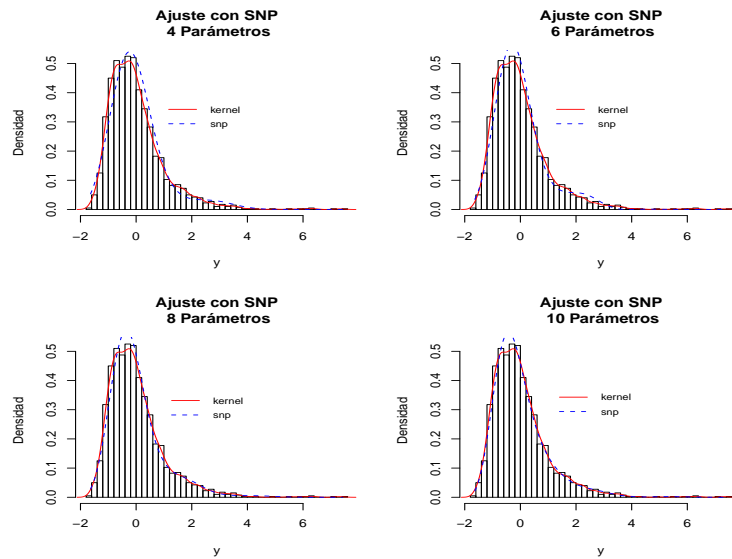 Ajuste con SNP
4 Parámetros
Densidad
0.0 0.1 0.2 0.3 0.4 0.5
kernel
snp
−2 0 2 4 6
y
Ajuste con SNP
6 Parámetros
Densidad
0.0 0.1 0.2 0.3 0.4 0.5
kernel
snp
−2 0 2 4 6
y
Ajuste con SNP
8 Parámetros
Densidad
0.0 0.1 0.2 0.3 0.4 0.5
kernel
snp
−2 0 2 4 6
y
Ajuste con SNP
10 Parámetros
Densidad
0.0 0.1 0.2 0.3 0.4 0.5
kernel
snp
−2 0 2 4 6
y